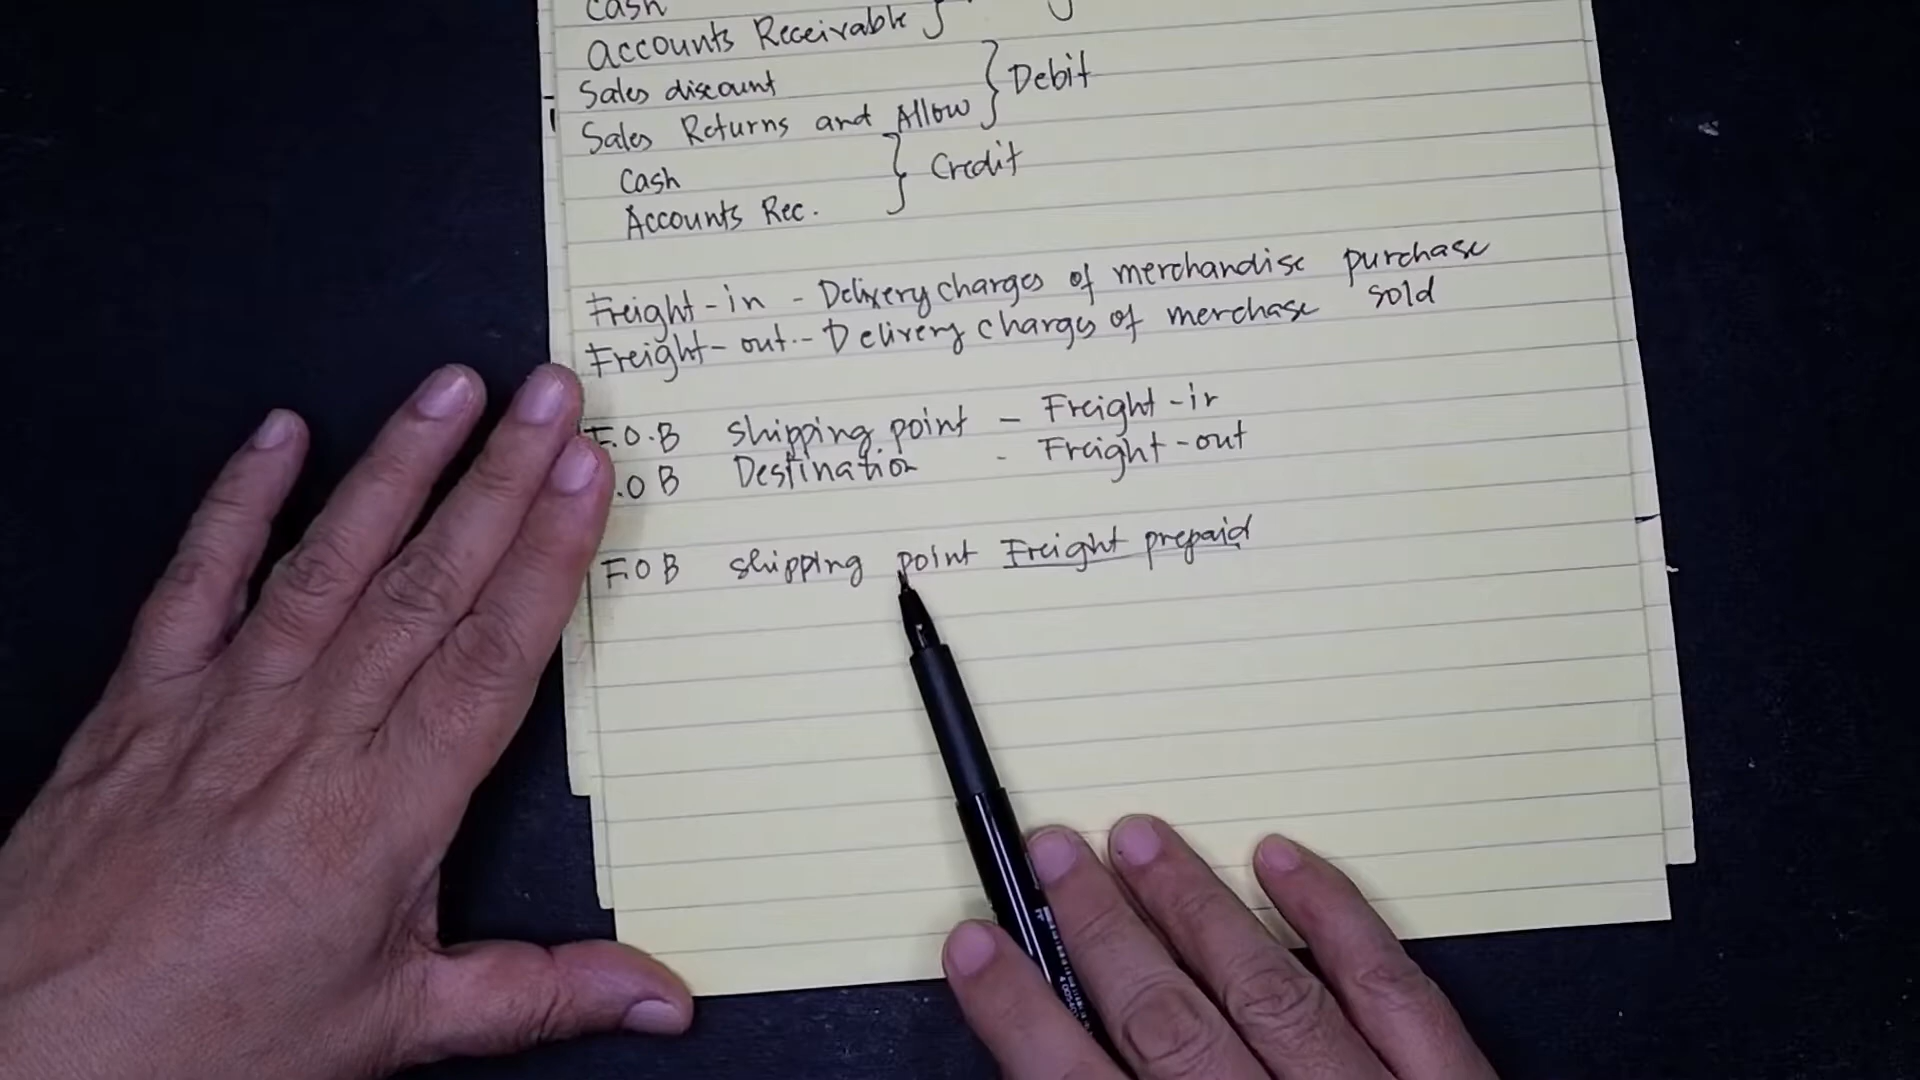 Cash
Accounts Receivable }
Sales discount
Sales Returns and Allow } Debit
Cash
Accounts Rec. } Credit
Freight-in - Delivery charges of merchandise purchase
Freight-out - Delivery charges of merchase sold
F.O.B shipping point - Freight-in
.O B Destination - Freight-out
F.O B shipping point Freight prepaid